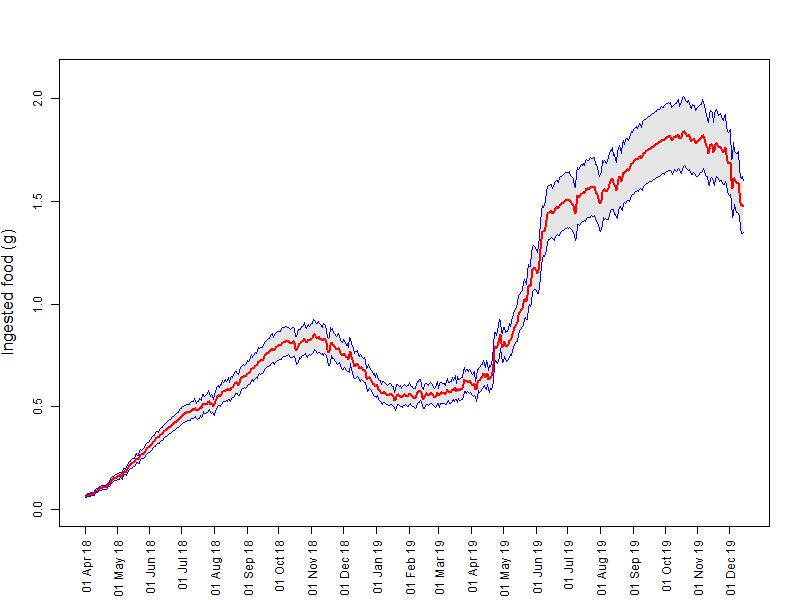 Ingested food (g)
2.0
1.5
1.0
0.5
0.0
01 Apr 18
01 May 18
01 Jun 18
01 Jul 18
01 Aug 18
01 Sep 18
01 Oct 18
01 Nov 18
01 Dec 18
01 Jan 19
01 Feb 19
01 Mar 19
01 Apr 19
01 May 19
01 Jun 19
01 Jul 19
01 Aug 19
01 Sep 19
01 Oct 19
01 Nov 19
01 Dec 19